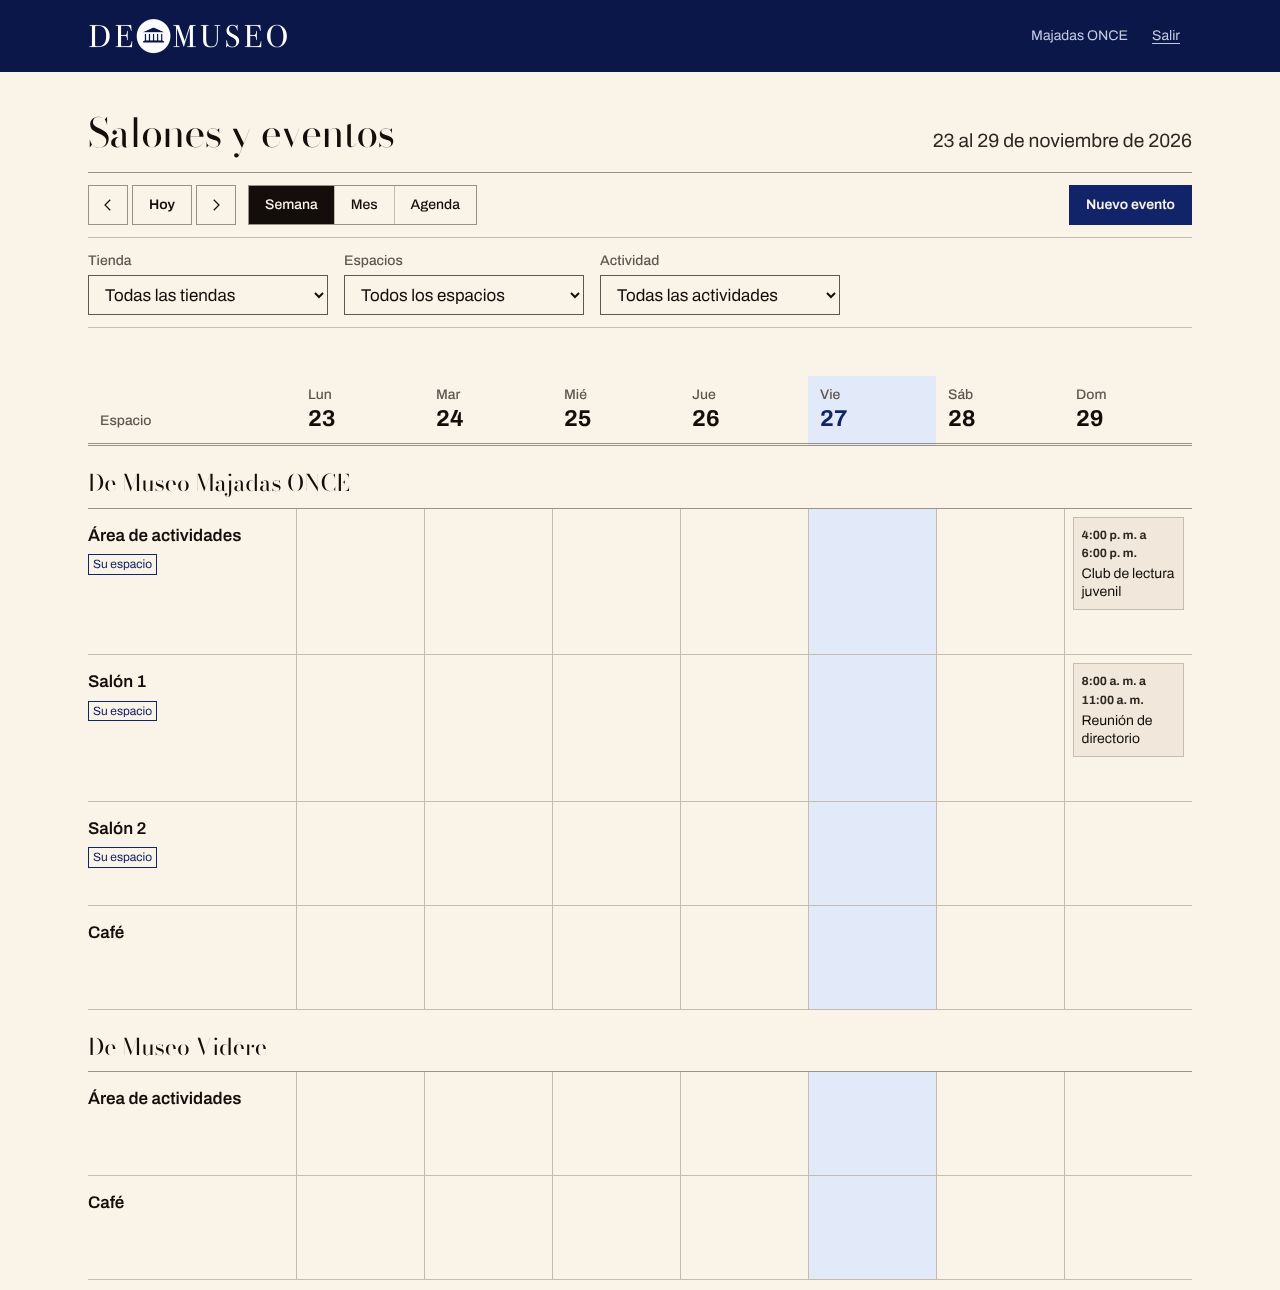 DE MUSEO
Majadas ONCE Salir
Salones y eventos
23 al 29 de noviembre de 2026
Hoy Semana Mes Agenda Nuevo evento
Tienda Espacios Actividad
Todas las tiendas Todos los espacios Todas las actividades
Espacio
Lun Mar Mié Jue Vie Sáb Dom
23 24 25 26 27 28 29
De Museo Majadas ONCE
Área de actividades
Su espacio
4:00 p. m. a
6:00 p. m.
Club de lectura
juvenil
Salón 1
Su espacio
8:00 a. m. a
11:00 a. m.
Reunión de
directorio
Salón 2
Su espacio
Café
De Museo Videre
Área de actividades
Café